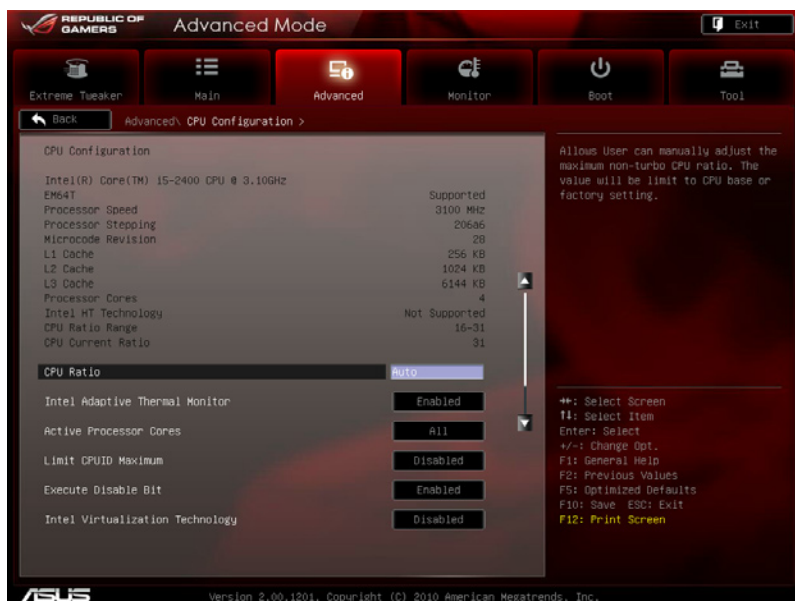 REPUBLIC OF GAMERS
Advanced Mode
Exit
Extreme Tweaker
Main
Advanced
Monitor
Boot
Tool
Back
Advanced\ CPU Configuration >
CPU Configuration
Intel(R) Core(TM) i5-2400 CPU @ 3.10GHz
EM64T Supported
Processor Speed 3100 MHz
Processor Stepping 206a6
Microcode Revision 28
L1 Cache 256 KB
L2 Cache 1024 KB
L3 Cache 6144 KB
Processor Cores 4
Intel HT Technology Not Supported
CPU Ratio Range 16-31
CPU Current Ratio 31
CPU Ratio Auto
Intel Adaptive Thermal Monitor Enabled
Active Processor Cores All
Limit CPUID Maximum Disabled
Execute Disable Bit Enabled
Intel Virtualization Technology Disabled
Allows User can manually adjust the
maximum non-turbo CPU ratio. The
value will be limit to CPU base or
factory setting.
→←: Select Screen
↑↓: Select Item
Enter: Select
+/-: Change Opt.
F1: General Help
F2: Previous Values
F5: Optimized Defaults
F10: Save ESC: Exit
F12: Print Screen
ASUS
Version 2.00.1201. Copyright (C) 2010 American Megatrends, Inc.